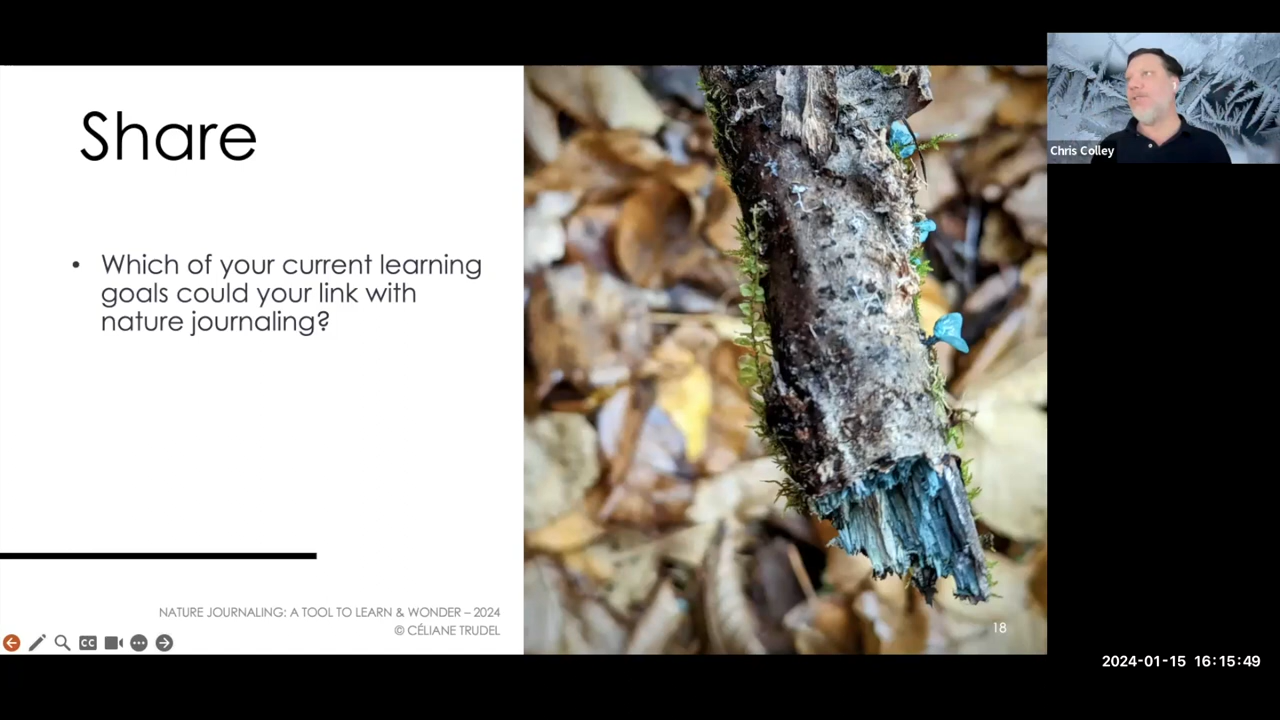 Share
Chris Colley
• Which of your current learning
goals could your link with
nature journaling?
NATURE JOURNALING: A TOOL TO LEARN & WONDER – 2024
© CÉLIANE TRUDEL
CC
18
2024-01-15 16:15:49